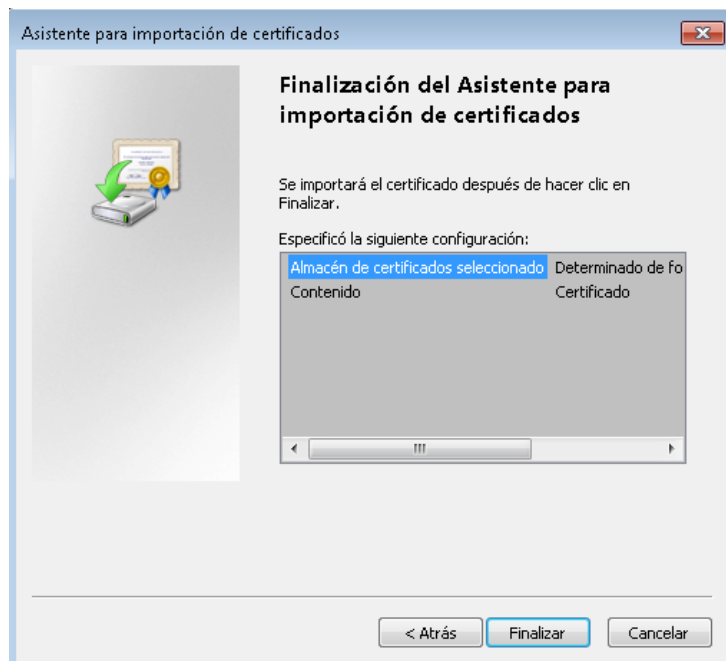 Asistente para importación de certificados
Finalización del Asistente para
importación de certificados
Se importará el certificado después de hacer clic en
Finalizar.
Especificó la siguiente configuración:
Almacén de certificados seleccionado Determinado de fo
Contenido Certificado
< Atrás Finalizar Cancelar